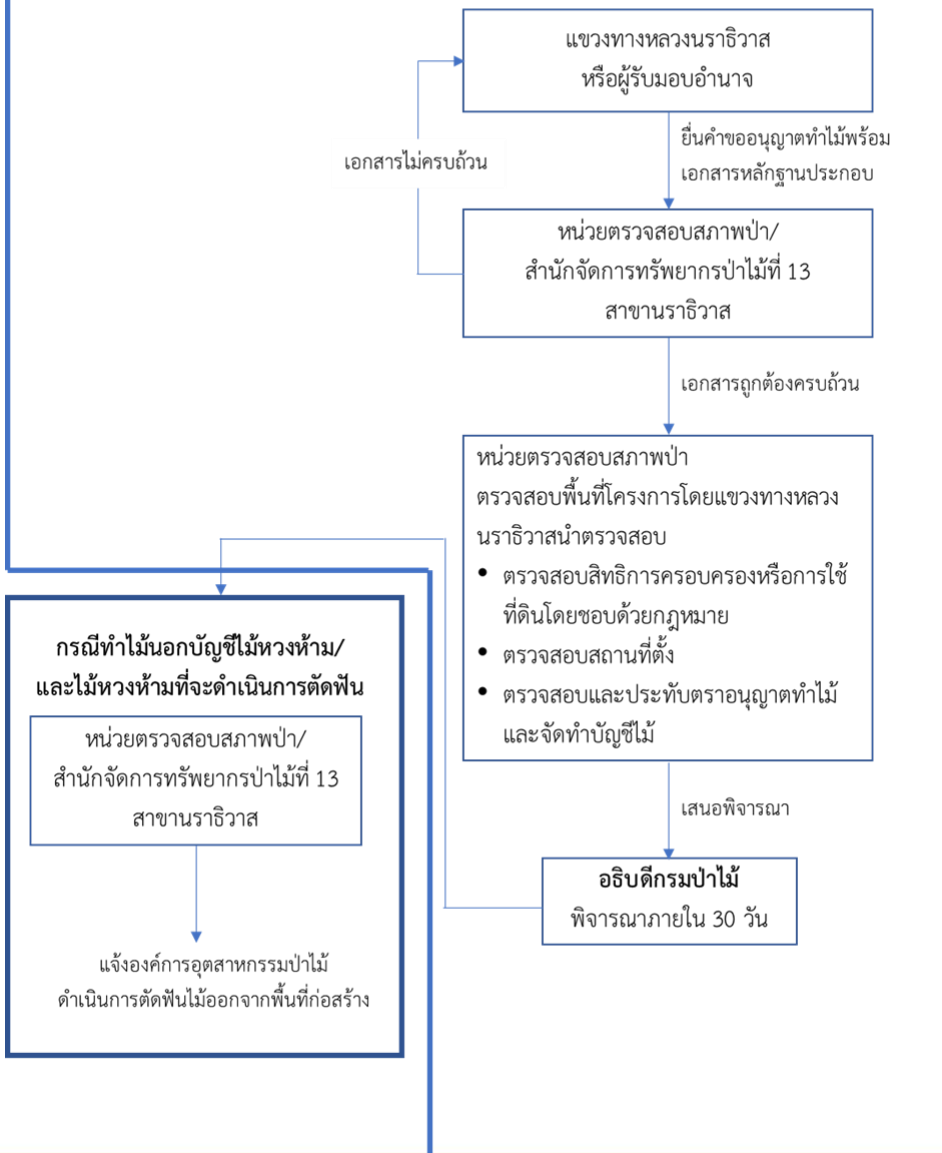 แขวงทางหลวงนราธิวาส
หรือผู้รับมอบอำนาจ
ยื่นคำขออนุญาตทำไม้พร้อม
เอกสารหลักฐานประกอบ
เอกสารไม่ครบถ้วน
หน่วยตรวจสอบสภาพป่า/
สำนักจัดการทรัพยากรป่าไม้ที่ 13
สาขานราธิวาส
เอกสารถูกต้องครบถ้วน
หน่วยตรวจสอบสภาพป่า
ตรวจสอบพื้นที่โครงการโดยแขวงทางหลวง
นราธิวาสนำตรวจสอบ
• ตรวจสอบสิทธิการครอบครองหรือการใช้
ที่ดินโดยชอบด้วยกฎหมาย
• ตรวจสอบสถานที่ตั้ง
• ตรวจสอบและประทับตราอนุญาตทำไม้
และจัดทำบัญชีไม้
เสนอพิจารณา
อธิบดีกรมป่าไม้
พิจารณาภายใน 30 วัน
กรณีทำไม้นอกบัญชีไม้หวงห้าม/
และไม้หวงห้ามที่จะดำเนินการตัดฟัน
หน่วยตรวจสอบสภาพป่า/
สำนักจัดการทรัพยากรป่าไม้ที่ 13
สาขานราธิวาส
แจ้งองค์การอุตสาหกรรมป่าไม้
ดำเนินการตัดฟันไม้ออกจากพื้นที่ก่อสร้าง